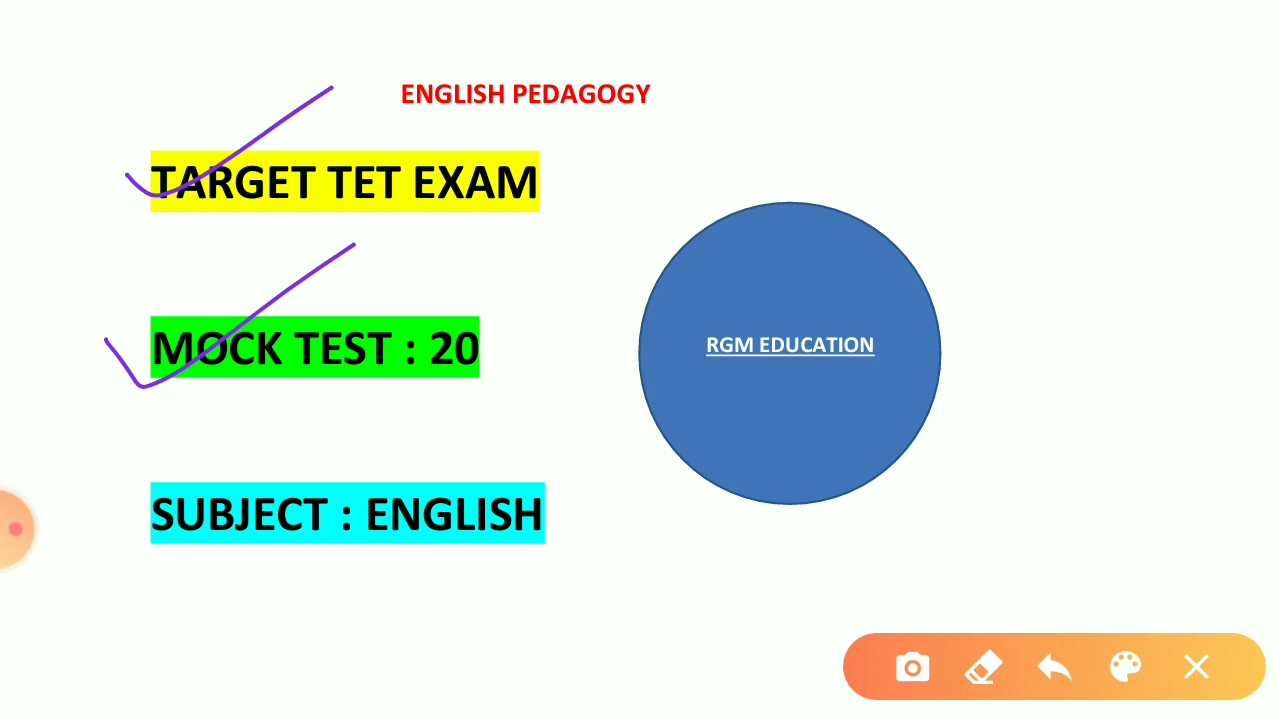 ENGLISH PEDAGOGY
TARGET TET EXAM
MOCK TEST : 20
RGM EDUCATION
SUBJECT : ENGLISH